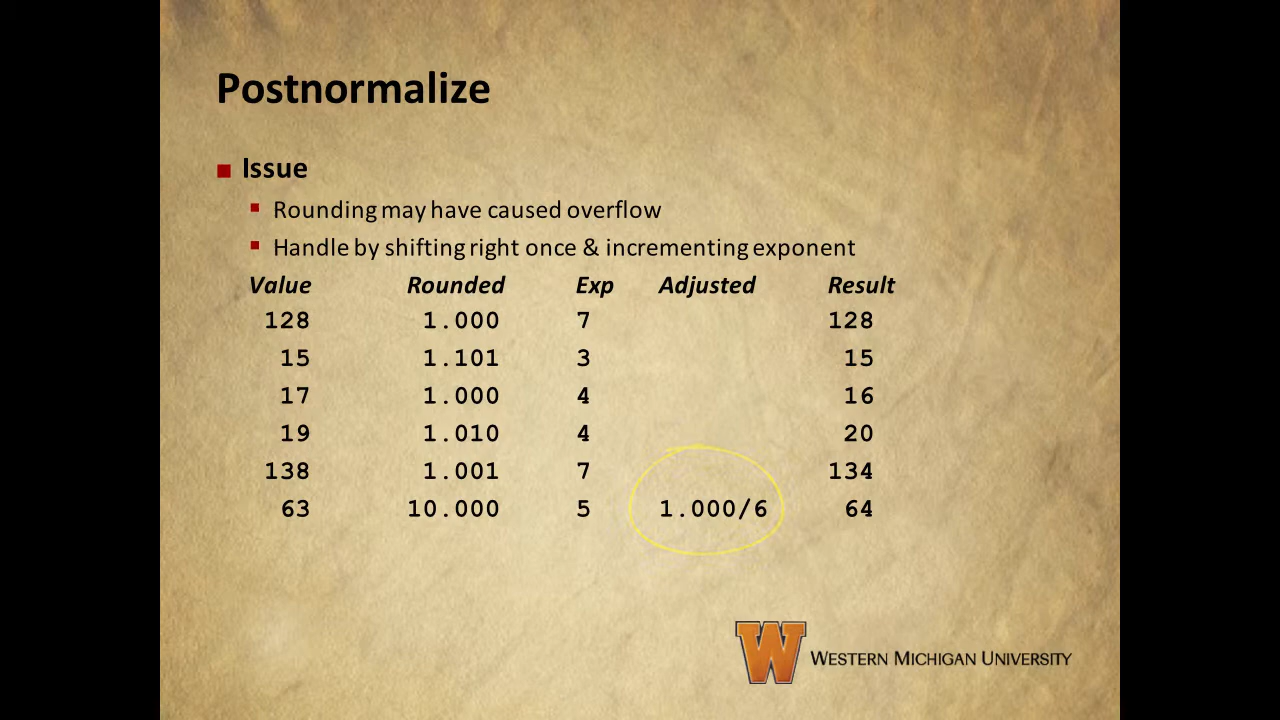 Postnormalize
Issue
Rounding may have caused overflow
Handle by shifting right once & incrementing exponent
Value Rounded Exp Adjusted Result
128 1.000 7 128
15 1.101 3 15
17 1.000 4 16
19 1.010 4 20
138 1.001 7 134
63 10.000 5 1.000/6 64
W WESTERN MICHIGAN UNIVERSITY